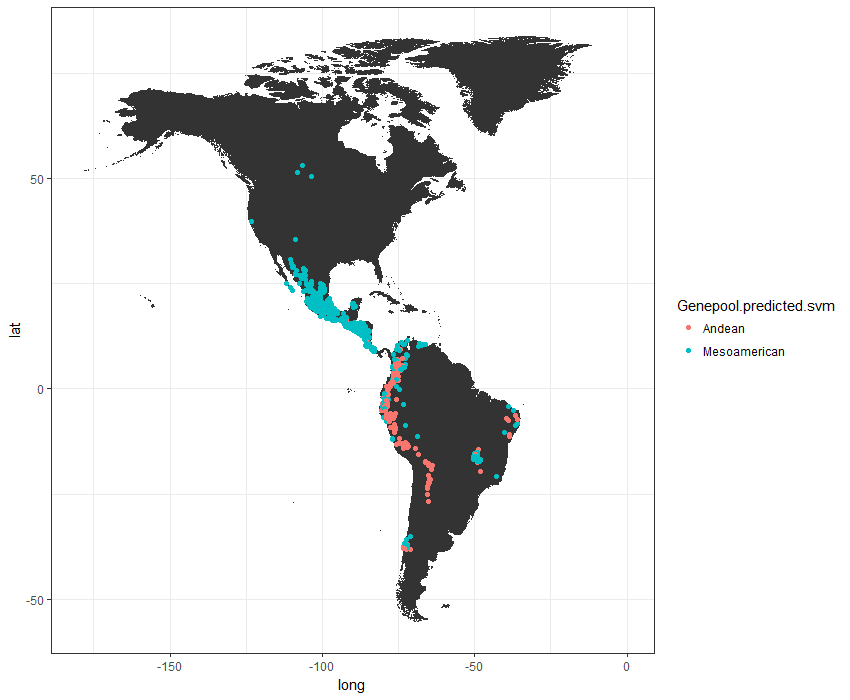 50
0
-50
lat
-150
-100
-50
0
long
Genepool.predicted.svm
Andean
Mesoamerican